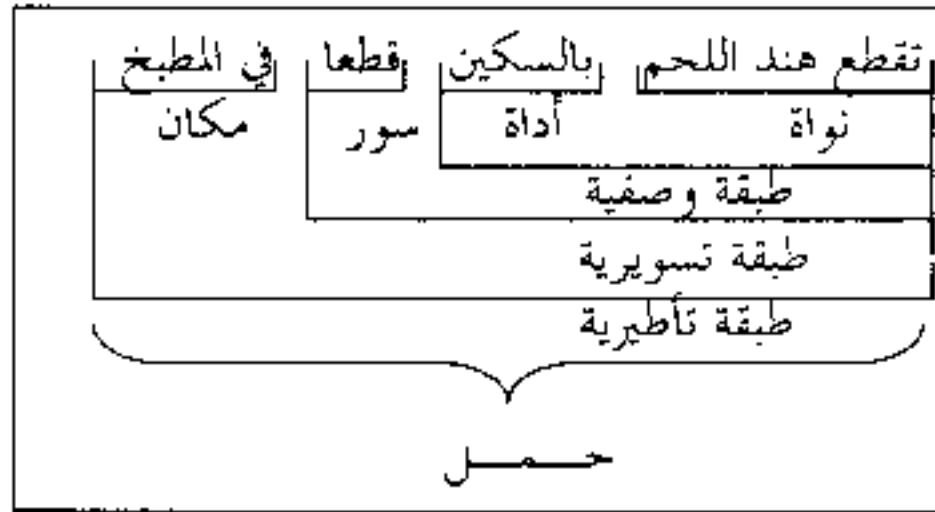 تقطع هند اللحم بالسكين قطعا في المطبخ
نواة أداة سور مكان
طبقة وصفية
طبقة تسويرية
طبقة تأطيرية
حمل